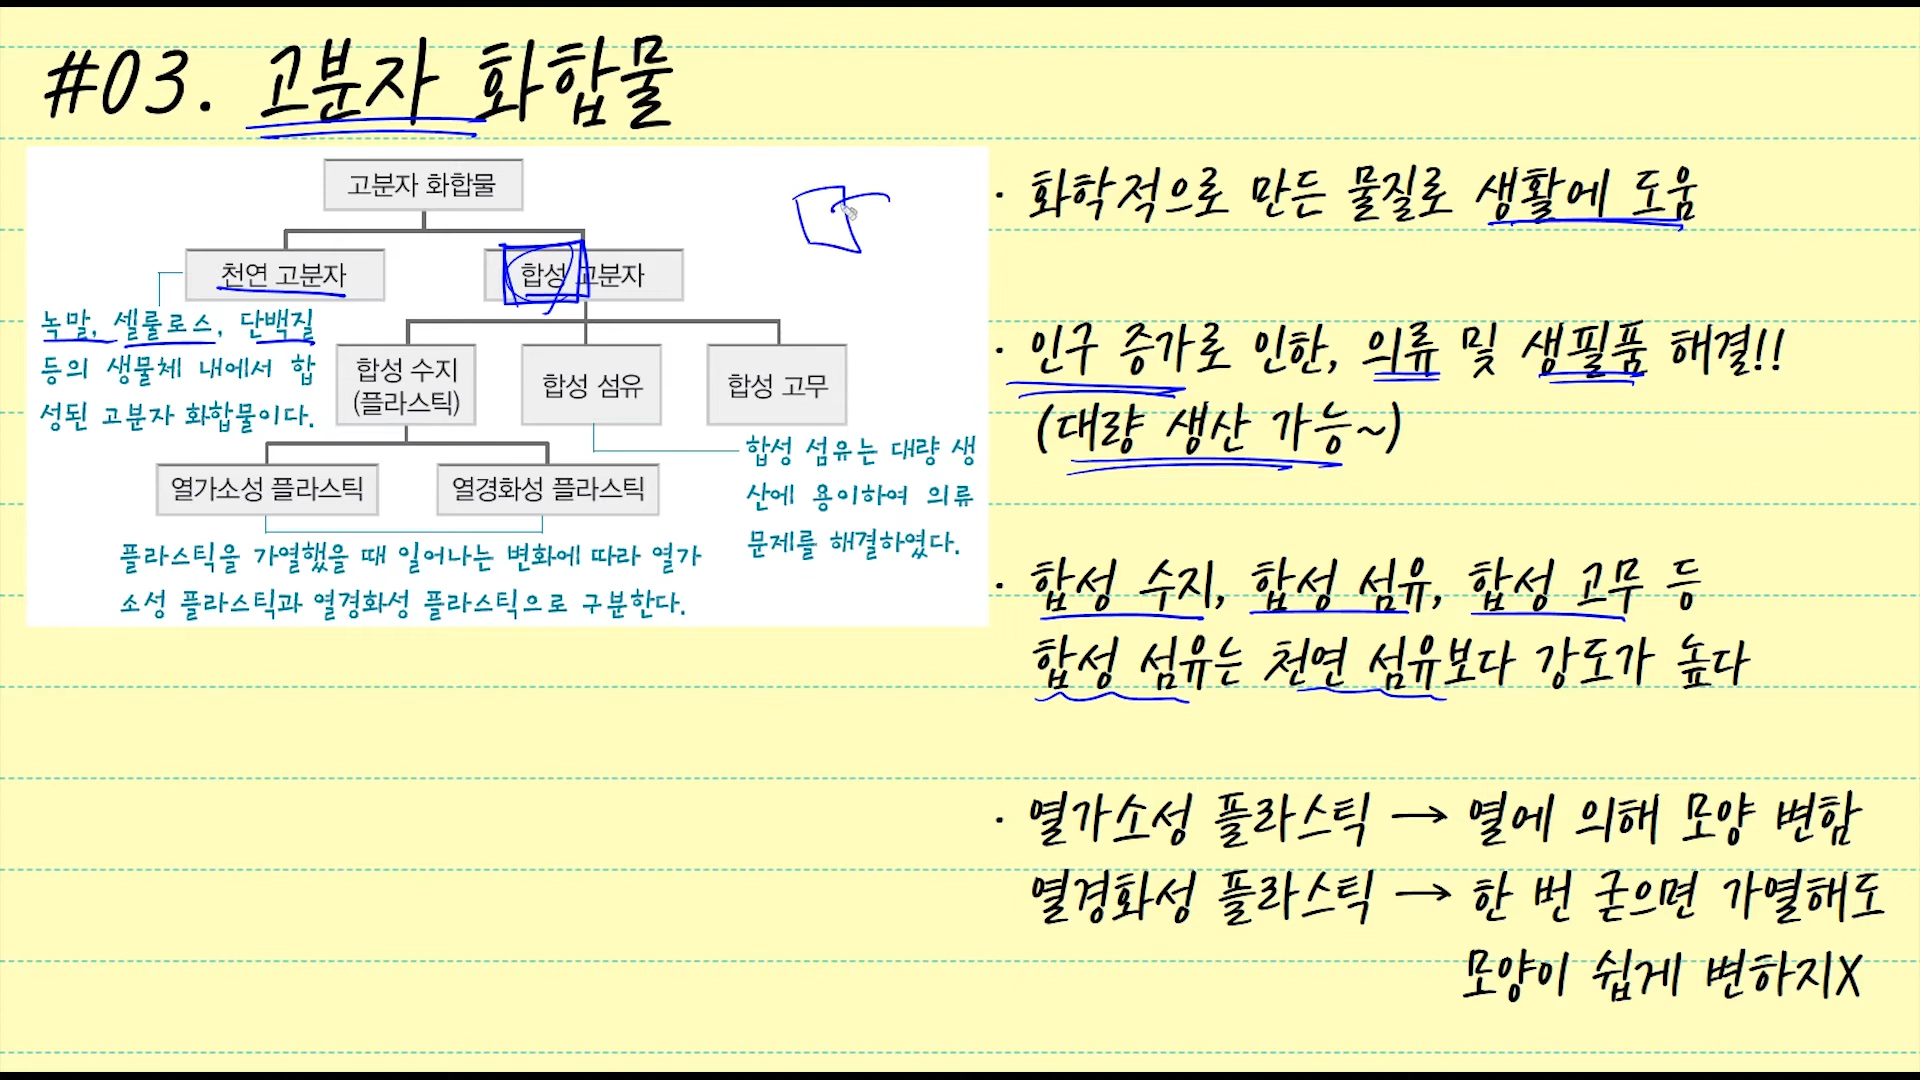 #03. 고분자 화합물
고분자 화합물
천연 고분자
합성 고분자
녹말, 셀룰로스, 단백질
등의 생물체 내에서 합
성된 고분자 화합물이다.
합성 수지
(플라스틱)
합성 섬유
합성 고무
합성 섬유는 대량 생
산에 용이하여 의류
문제를 해결하였다.
열가소성 플라스틱
열경화성 플라스틱
플라스틱을 가열했을 때 일어나는 변화에 따라 열가
소성 플라스틱과 열경화성 플라스틱으로 구분한다.
· 화학적으로 만든 물질로 생활에 도움
· 인구 증가로 인한, 의류 및 생필품 해결!!
(대량 생산 가능~)
· 합성 수지, 합성 섬유, 합성 고무 등
합성 섬유는 천연 섬유보다 강도가 높다
· 열가소성 플라스틱 → 열에 의해 모양 변함
열경화성 플라스틱 → 한 번 굳으면 가열해도
모양이 쉽게 변하지X